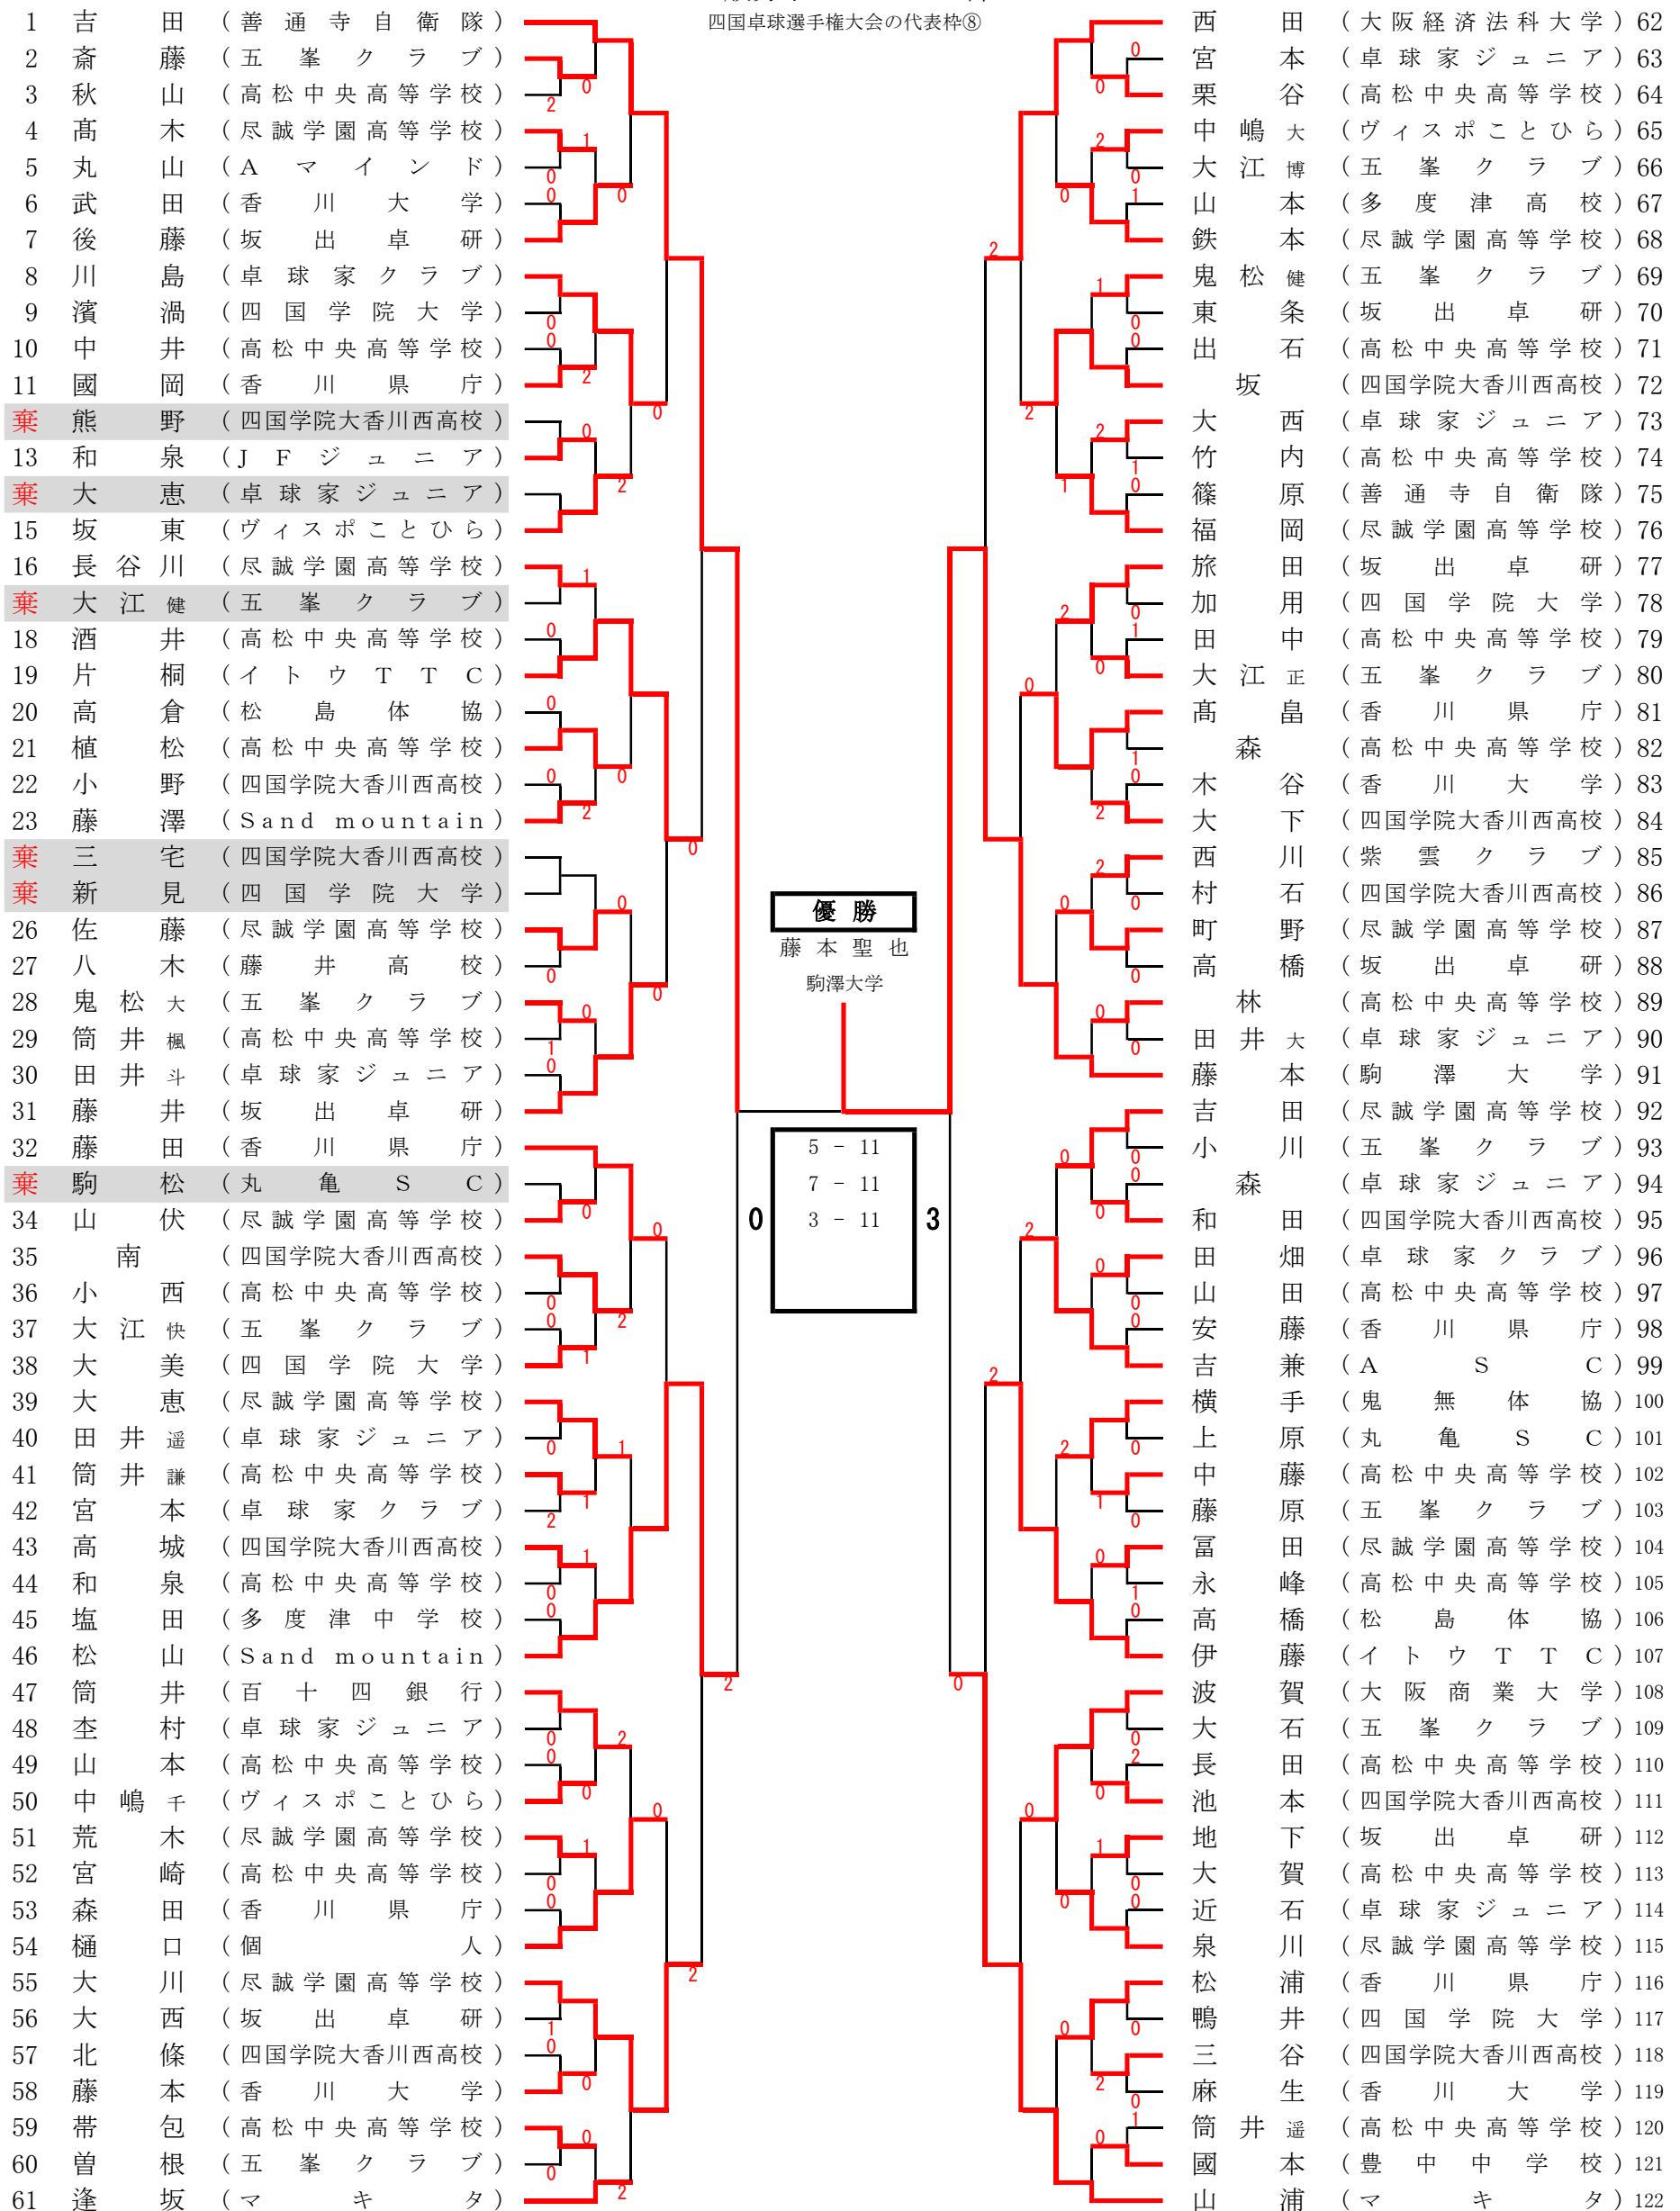 四国卓球選手権大会の代表枠⑧
1 吉田 (善通寺自衛隊)
2 斎藤 (五峯クラブ)
3 秋山 (高松中央高等学校)
4 髙木 (尽誠学園高等学校)
5 丸山 (Aマインド)
6 武田 (香川大学)
7 後藤 (坂出卓研)
8 川島 (卓球家クラブ)
9 濱渦 (四国学院大学)
10 中井 (高松中央高等学校)
11 國岡 (香川県庁)
棄 熊野 (四国学院大香川西高校)
13 和泉 (JFジュニア)
棄 大恵 (卓球家ジュニア)
15 坂東 (ヴィスポことひら)
16 長谷川 (尽誠学園高等学校)
棄 大江健 (五峯クラブ)
18 酒井 (高松中央高等学校)
19 片桐 (イトウTTC)
20 高倉 (松島体協)
21 植松 (高松中央高等学校)
22 小野 (四国学院大香川西高校)
23 藤澤 (Sand mountain)
棄 三宅 (四国学院大香川西高校)
棄 新見 (四国学院大学)
26 佐藤 (尽誠学園高等学校)
27 八木 (藤井高校)
28 鬼松大 (五峯クラブ)
29 筒井楓 (高松中央高等学校)
30 田井斗 (卓球家ジュニア)
31 藤井 (坂出卓研)
32 藤田 (香川県庁)
棄 駒松 (丸亀SC)
34 山伏 (尽誠学園高等学校)
35 南 (四国学院大香川西高校)
36 小西 (高松中央高等学校)
37 大江快 (五峯クラブ)
38 大美 (四国学院大学)
39 大恵 (尽誠学園高等学校)
40 田井遥 (卓球家ジュニア)
41 筒井謙 (高松中央高等学校)
42 宮本 (卓球家クラブ)
43 高城 (四国学院大香川西高校)
44 和泉 (高松中央高等学校)
45 塩田 (多度津中学校)
46 松山 (Sand mountain)
47 筒井 (百十四銀行)
48 杢村 (卓球家ジュニア)
49 山本 (高松中央高等学校)
50 中嶋千 (ヴィスポことひら)
51 荒木 (尽誠学園高等学校)
52 宮崎 (高松中央高等学校)
53 森田 (香川県庁)
54 樋口 (個人)
55 大川 (尽誠学園高等学校)
56 大西 (坂出卓研)
57 北條 (四国学院大香川西高校)
58 藤本 (香川大学)
59 帯包 (高松中央高等学校)
60 曽根 (五峯クラブ)
61 逢坂 (マキタ)
優勝
藤本聖也
駒澤大学
0
5 - 11
7 - 11
3 - 11
3
西田 (大阪経済法科大学) 62
宮本 (卓球家ジュニア) 63
栗谷 (高松中央高等学校) 64
中嶋大 (ヴィスポことひら) 65
大江博 (五峯クラブ) 66
山本 (多度津高校) 67
鉄本 (尽誠学園高等学校) 68
鬼松健 (五峯クラブ) 69
東条 (坂出卓研) 70
出石 (高松中央高等学校) 71
坂 (四国学院大香川西高校) 72
大西 (卓球家ジュニア) 73
竹内 (高松中央高等学校) 74
篠原 (善通寺自衛隊) 75
福岡 (尽誠学園高等学校) 76
旅田 (坂出卓研) 77
加用 (四国学院大学) 78
田中 (高松中央高等学校) 79
大江正 (五峯クラブ) 80
髙畠 (香川県庁) 81
森 (高松中央高等学校) 82
木谷 (香川大学) 83
大下 (四国学院大香川西高校) 84
西川 (紫雲クラブ) 85
村石 (四国学院大香川西高校) 86
町野 (尽誠学園高等学校) 87
高橋 (坂出卓研) 88
林 (高松中央高等学校) 89
田井大 (卓球家ジュニア) 90
藤本 (駒澤大学) 91
吉田 (尽誠学園高等学校) 92
小川 (五峯クラブ) 93
森 (卓球家ジュニア) 94
和田 (四国学院大香川西高校) 95
田畑 (卓球家クラブ) 96
山田 (高松中央高等学校) 97
安藤 (香川県庁) 98
吉兼 (ASC) 99
横手 (鬼無体協) 100
上原 (丸亀SC) 101
中藤 (高松中央高等学校) 102
藤原 (五峯クラブ) 103
冨田 (尽誠学園高等学校) 104
永峰 (高松中央高等学校) 105
高橋 (松島体協) 106
伊藤 (イトウTTC) 107
波賀 (大阪商業大学) 108
大石 (五峯クラブ) 109
長田 (高松中央高等学校) 110
池本 (四国学院大香川西高校) 111
地下 (坂出卓研) 112
大賀 (高松中央高等学校) 113
近石 (卓球家ジュニア) 114
泉川 (尽誠学園高等学校) 115
松浦 (香川県庁) 116
鴨井 (四国学院大学) 117
三谷 (四国学院大香川西高校) 118
麻生 (香川大学) 119
筒井遥 (高松中央高等学校) 120
國本 (豊中中学校) 121
山浦 (マキタ) 122